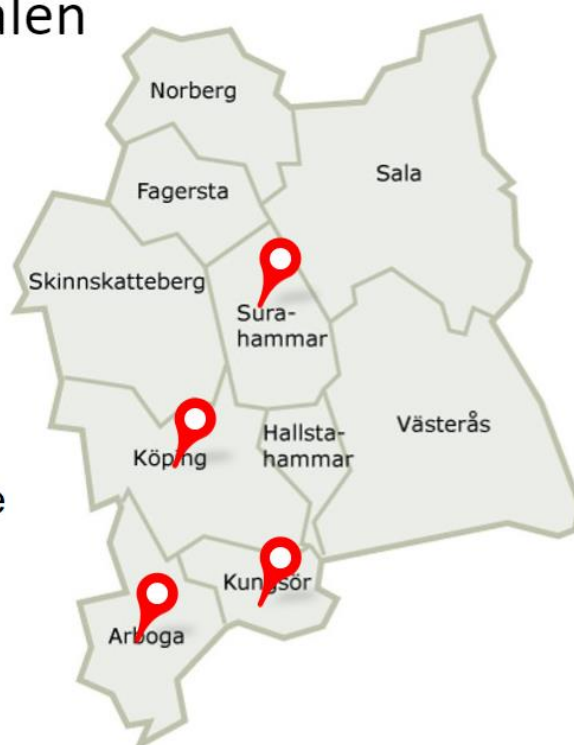 alen
Norberg
Sala
Fagersta
Skinnskatteberg
Sura-
hammar
Västerås
Hallsta-
hammar
Köping
e
Kungsör
Arboga